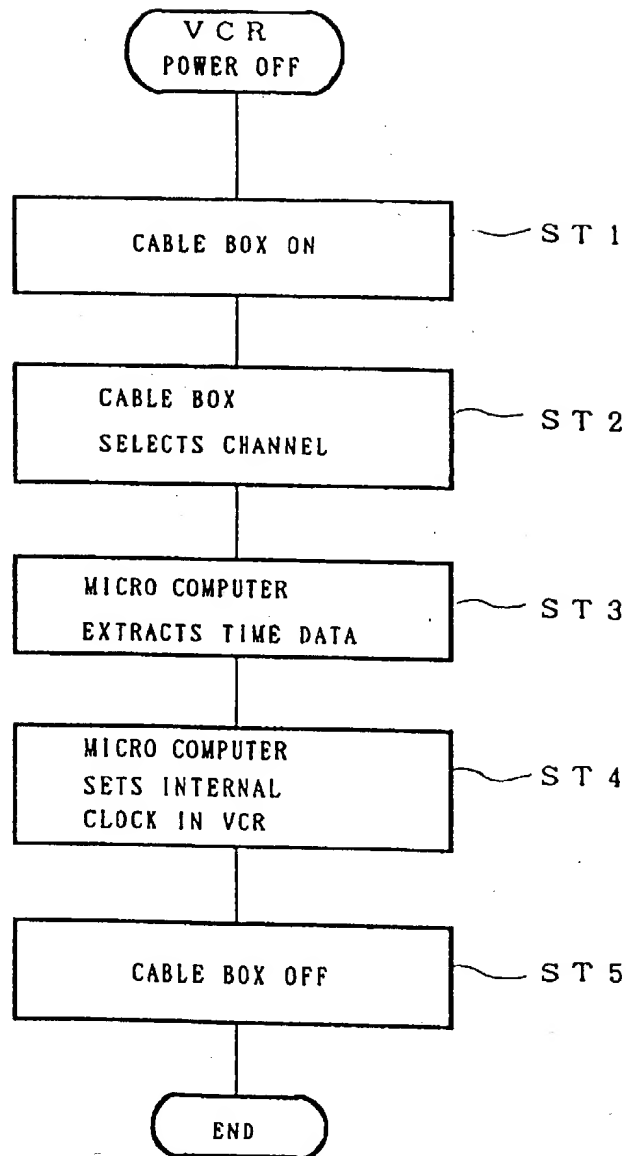 VCR
POWER OFF
CABLE BOX ON
ST1
CABLE BOX
SELECTS CHANNEL
ST2
MICRO COMPUTER
EXTRACTS TIME DATA
ST3
MICRO COMPUTER
SETS INTERNAL
CLOCK IN VCR
ST4
CABLE BOX OFF
ST5
END